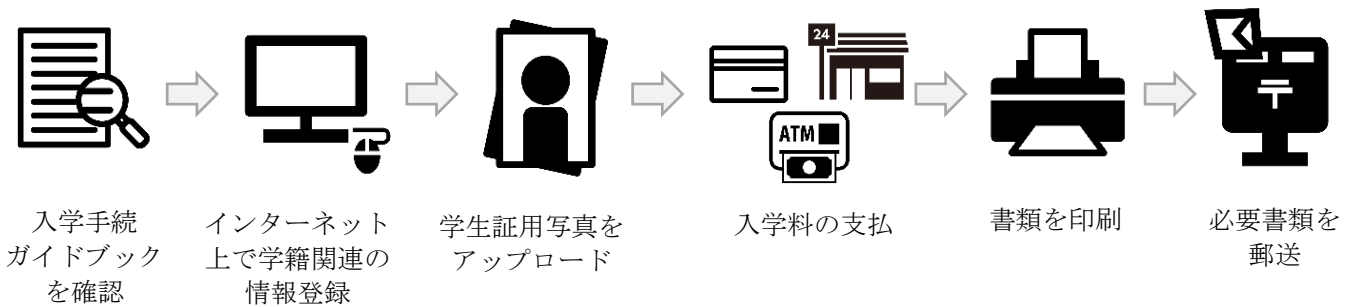 24
ATM
入学手続
ガイドブック
を確認
インターネット
上で学籍関連の
情報登録
学生証用写真を
アップロード
入学料の支払
書類を印刷
必要書類を
郵送